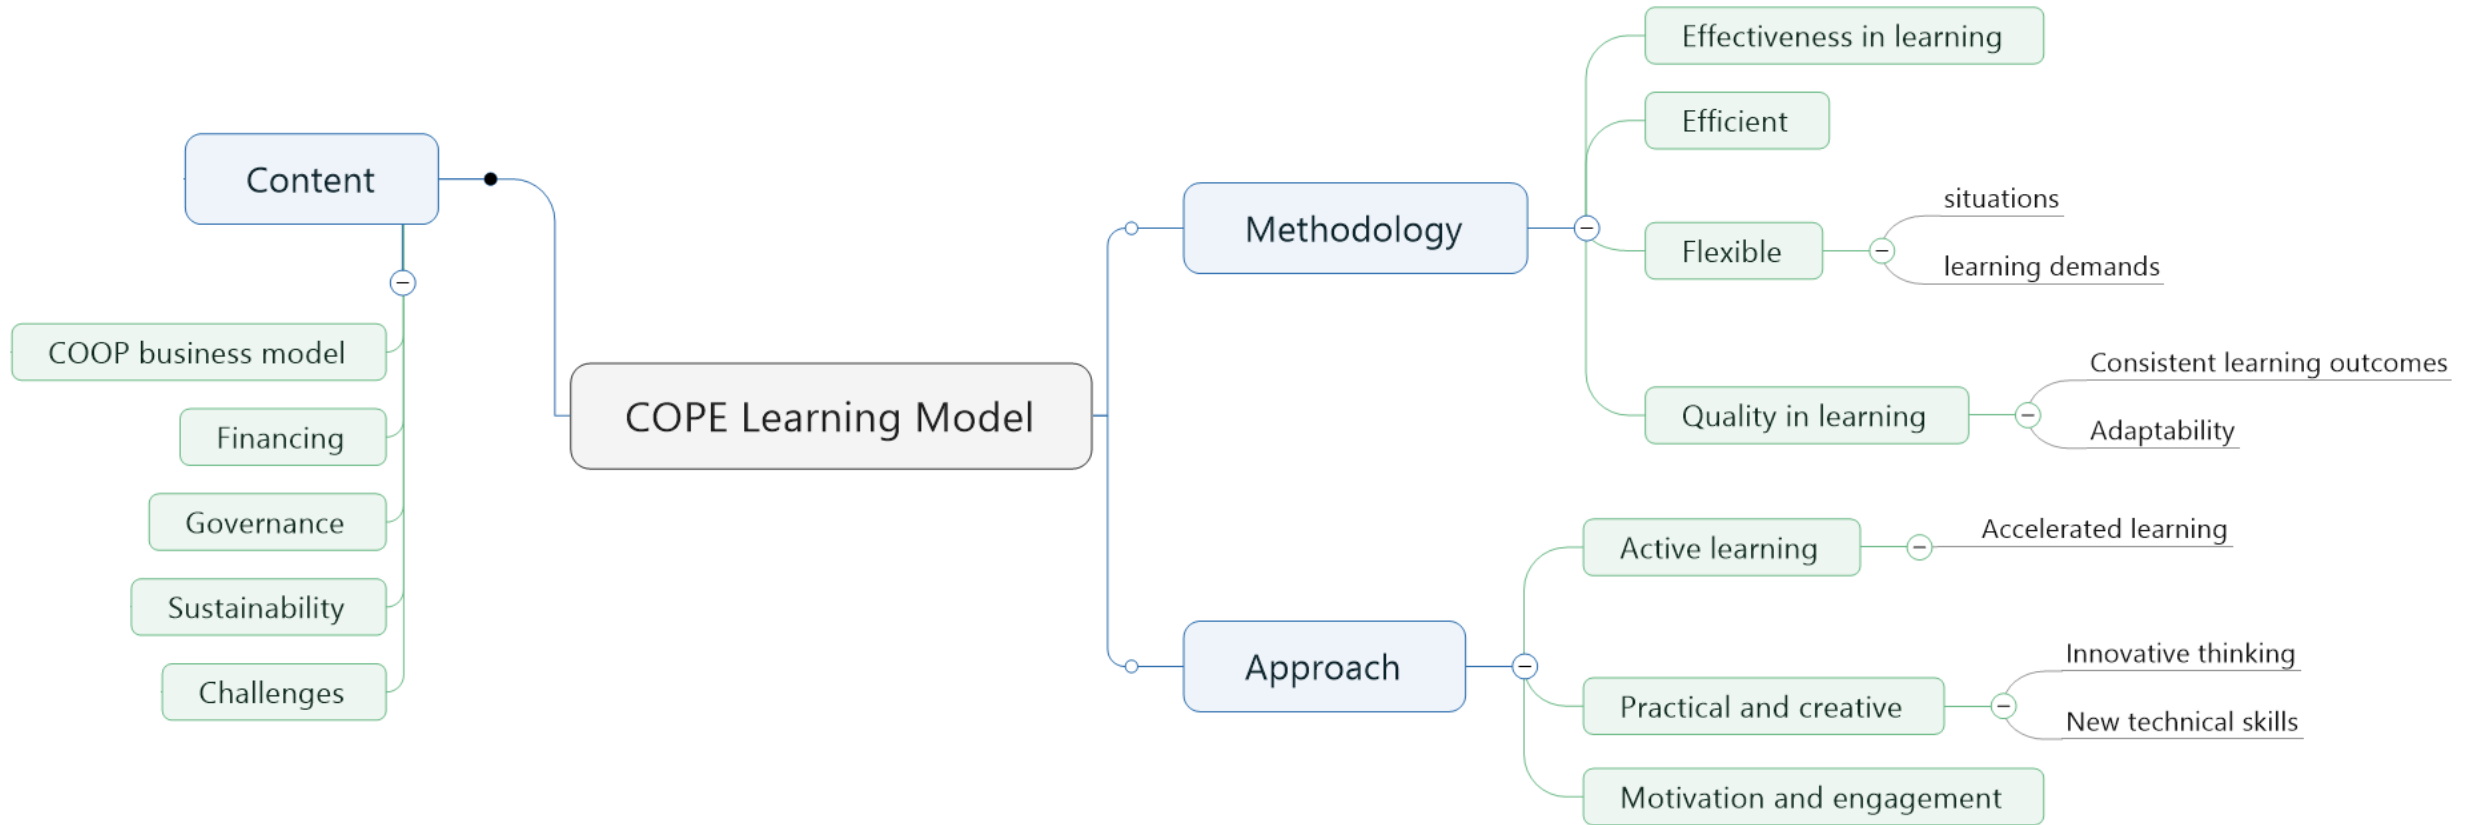 Content
COOP business model
Financing
Governance
Sustainability
Challenges
COPE Learning Model
Methodology
Effectiveness in learning
Efficient
Flexible
situations
learning demands
Quality in learning
Consistent learning outcomes
Adaptability
Approach
Active learning
Accelerated learning
Practical and creative
Innovative thinking
New technical skills
Motivation and engagement